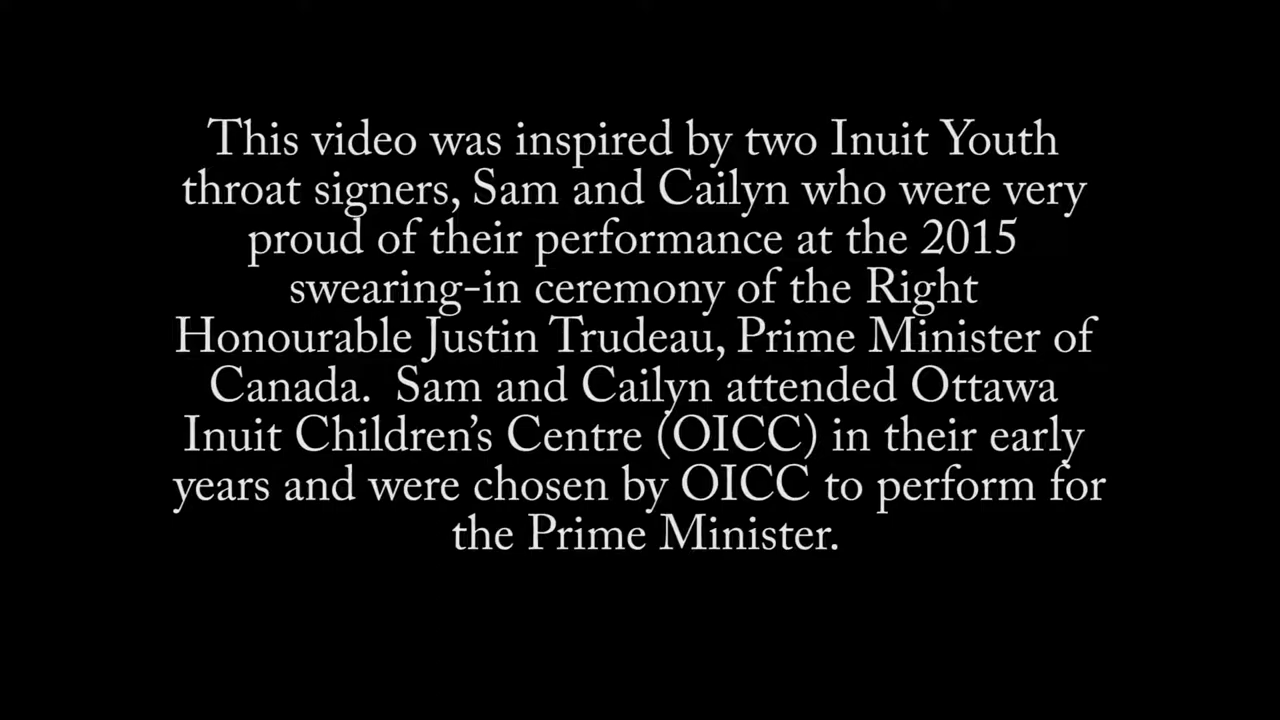 This video was inspired by two Inuit Youth
throat signers, Sam and Cailyn who were very
proud of their performance at the 2015
swearing-in ceremony of the Right
Honourable Justin Trudeau, Prime Minister of
Canada.  Sam and Cailyn attended Ottawa
Inuit Children’s Centre (OICC) in their early
years and were chosen by OICC to perform for
the Prime Minister.